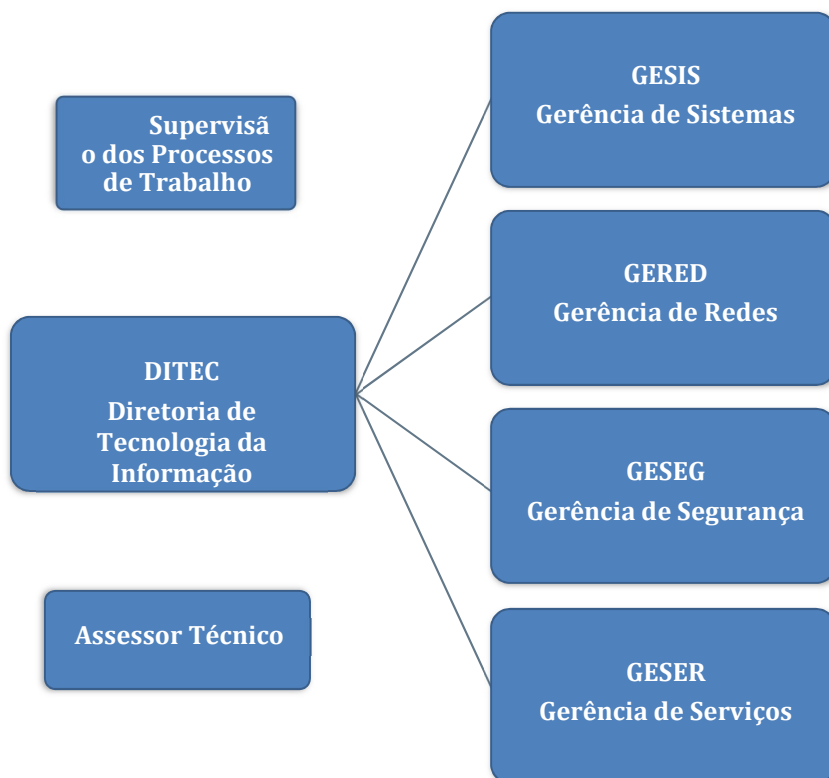 Supervisã
o dos Processos
de Trabalho
DITEC
Diretoria de
Tecnologia da
Informação
Assessor Técnico
GESIS
Gerência de Sistemas
GERED
Gerência de Redes
GESEG
Gerência de Segurança
GESER
Gerência de Serviços